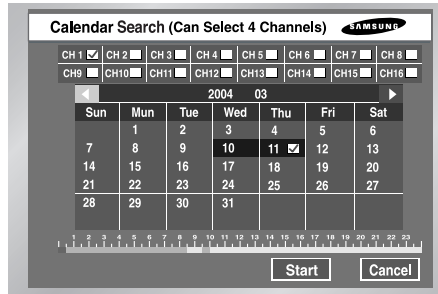 Calendar Search (Can Select 4 Channels) SAMSUNG
CH 1 CH 2 CH 3 CH 4 CH 5 CH 6 CH 7 CH 8
CH9 CH10 CH11 CH12 CH13 CH14 CH15 CH16
2004 03
Sun Mun Tue Wed Thu Fri Sat
1 2 3 4 5 6
7 8 9 10 11 12 13
14 15 16 17 18 19 20
21 22 23 24 25 26 27
28 29 30 31
1 2 3 4 5 6 7 8 9 10 11 12 13 14 15 16 17 18 19 20 21 22 23
Start Cancel